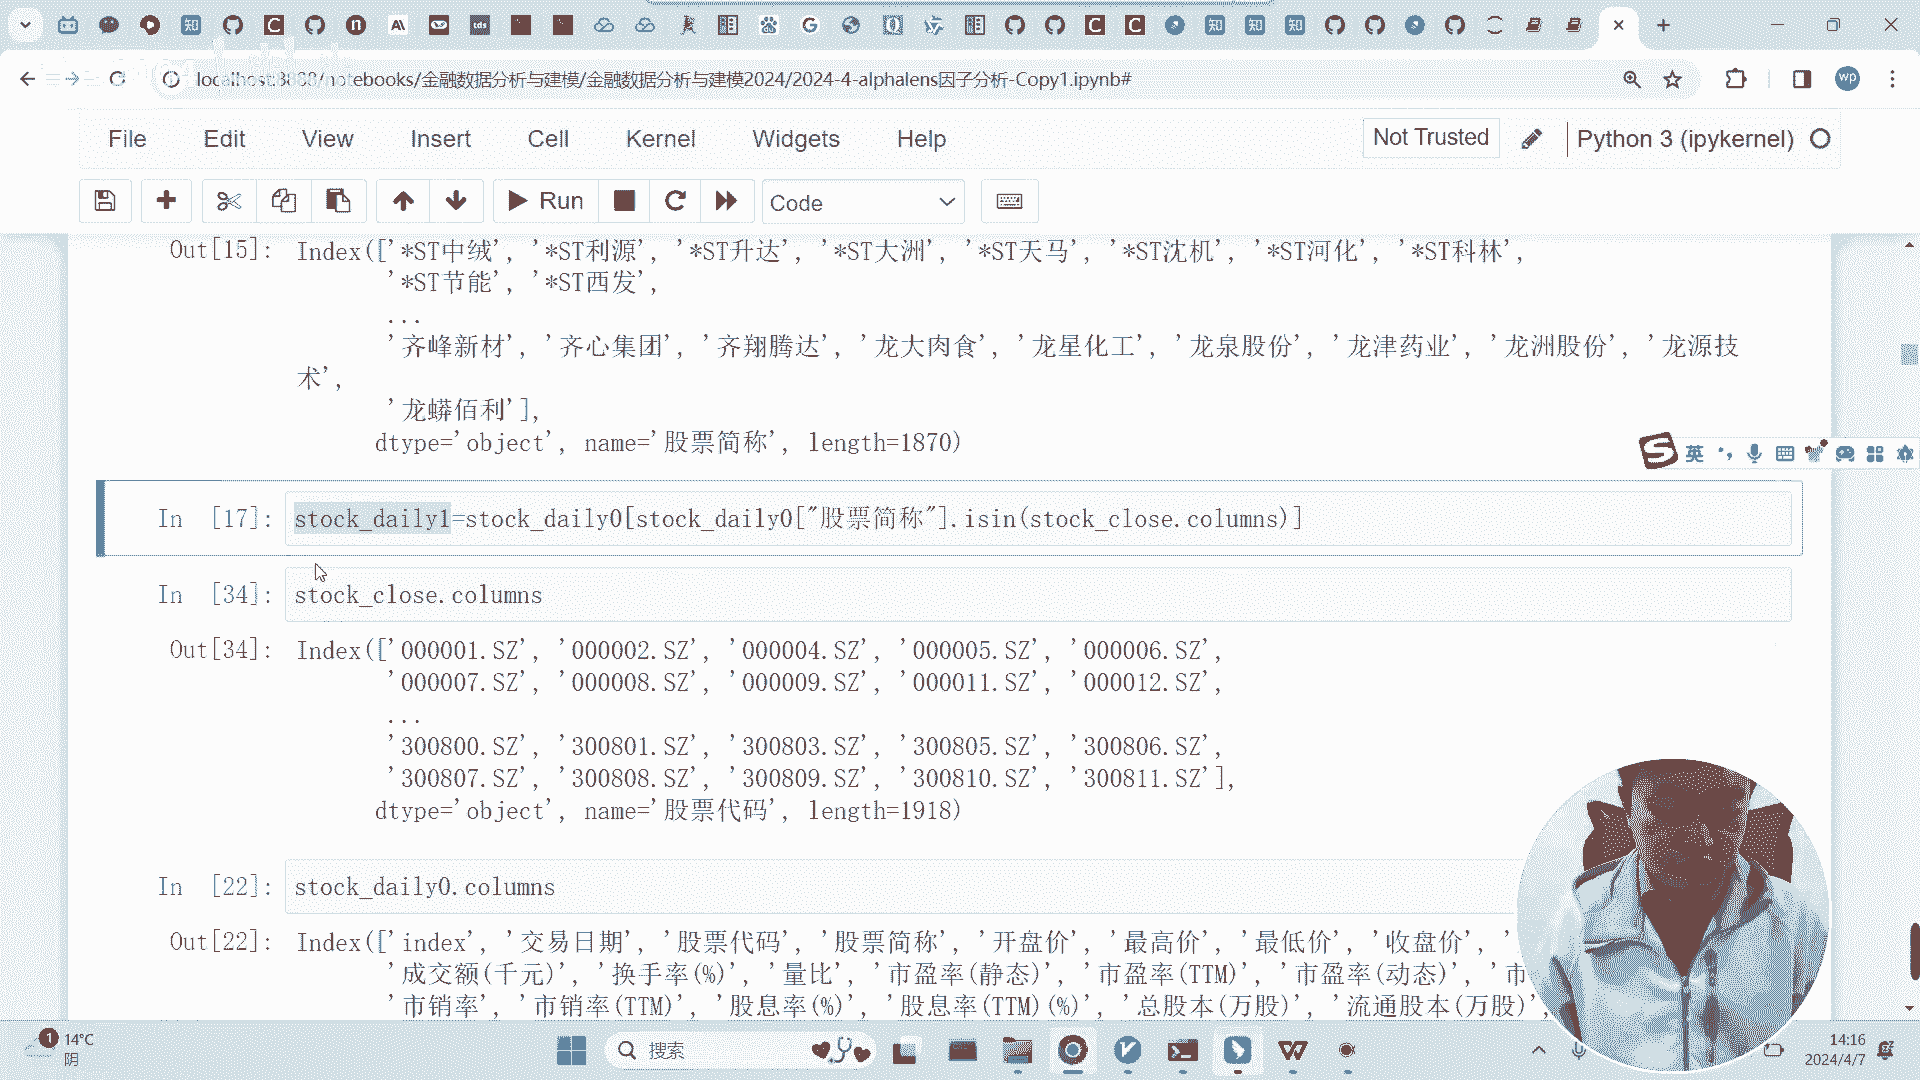 localhost:8888/notebooks/金融数据分析与建模/金融数据分析与建模2024/2024-4-alphalens因子分析-Copy1.ipynb#
wp
File Edit View Insert Cell Kernel Widgets Help Not Trusted Python 3 (ipykernel)
Run Code
Out[15]: Index(['*ST中绒', '*ST利源', '*ST升达', '*ST大洲', '*ST天马', '*ST沈机', '*ST河化', '*ST科林',
'*ST节能', '*ST西发',
...
'齐峰新材', '齐心集团', '齐翔腾达', '龙大肉食', '龙星化工', '龙泉股份', '龙津药业', '龙洲股份', '龙源技
术',
'龙蟒佰利'],
dtype='object', name='股票简称', length=1870)
英
In [17]: stock_daily1=stock_daily0[stock_daily0["股票简称"].isin(stock_close.columns)]
In [34]: stock_close.columns
Out[34]: Index(['000001.SZ', '000002.SZ', '000004.SZ', '000005.SZ', '000006.SZ',
'000007.SZ', '000008.SZ', '000009.SZ', '000011.SZ', '000012.SZ',
...
'300800.SZ', '300801.SZ', '300803.SZ', '300805.SZ', '300806.SZ',
'300807.SZ', '300808.SZ', '300809.SZ', '300810.SZ', '300811.SZ'],
dtype='object', name='股票代码', length=1918)
In [22]: stock_daily0.columns
Out[22]: Index(['index', '交易日期', '股票代码', '股票简称', '开盘价', '最高价', '最低价', '收盘价', '
'成交额(千元)', '换手率(%)', '量比', '市盈率(静态)', '市盈率(TTM)', '市盈率(动态)', '市
'市销率', '市销率(TTM)', '股息率(%)', '股息率(TTM)(%)', '总股本(万股)', '流通股本(万股)',
1 14°C
阴
搜索
14:16
2024/4/7